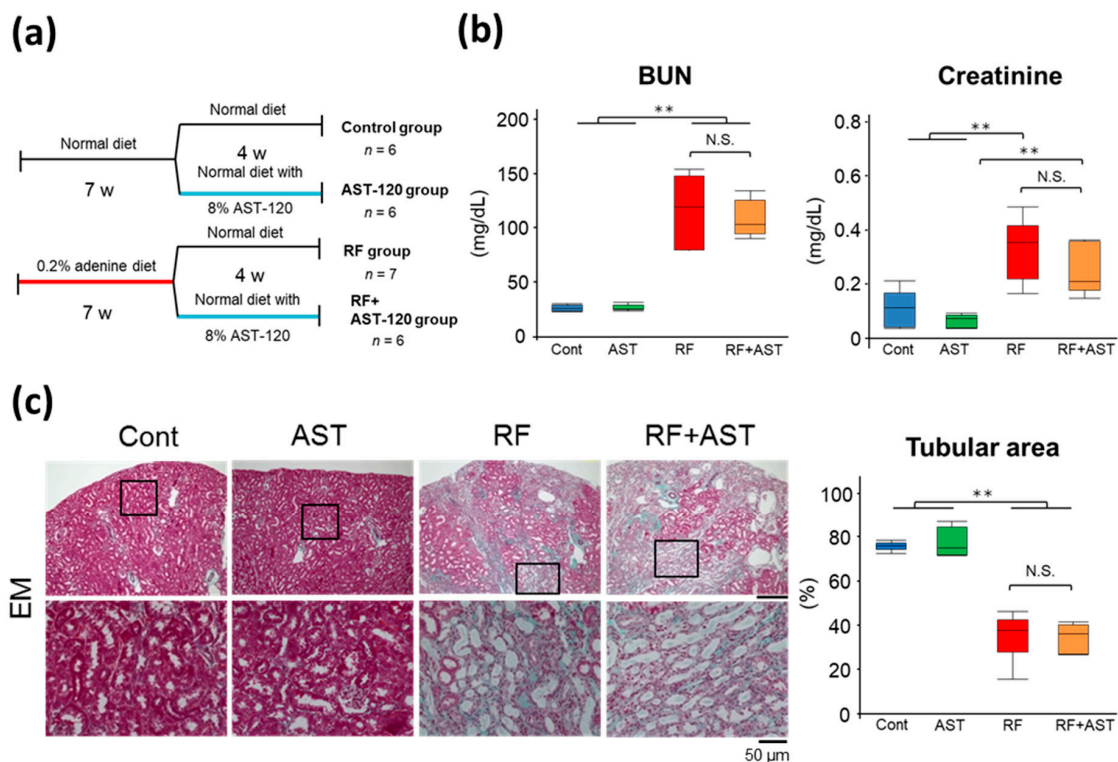 (a)
Normal diet
Normal diet
7 w
4 w
Normal diet with
8% AST-120
Control group
n = 6
AST-120 group
n = 6
0.2% adenine diet
7 w
Normal diet
4 w
Normal diet with
8% AST-120
RF group
n = 7
RF+
AST-120 group
n = 6
(b)
BUN
**
N.S.
(mg/dL)
200
150
100
50
0
Cont AST RF RF+AST
Creatinine
**
**
N.S.
(mg/dL)
0.8
0.6
0.4
0.2
0
Cont AST RF RF+AST
(c)
Cont AST RF RF+AST
EM
50 µm
Tubular area
**
N.S.
(%)
100
80
60
40
20
0
Cont AST RF RF+AST